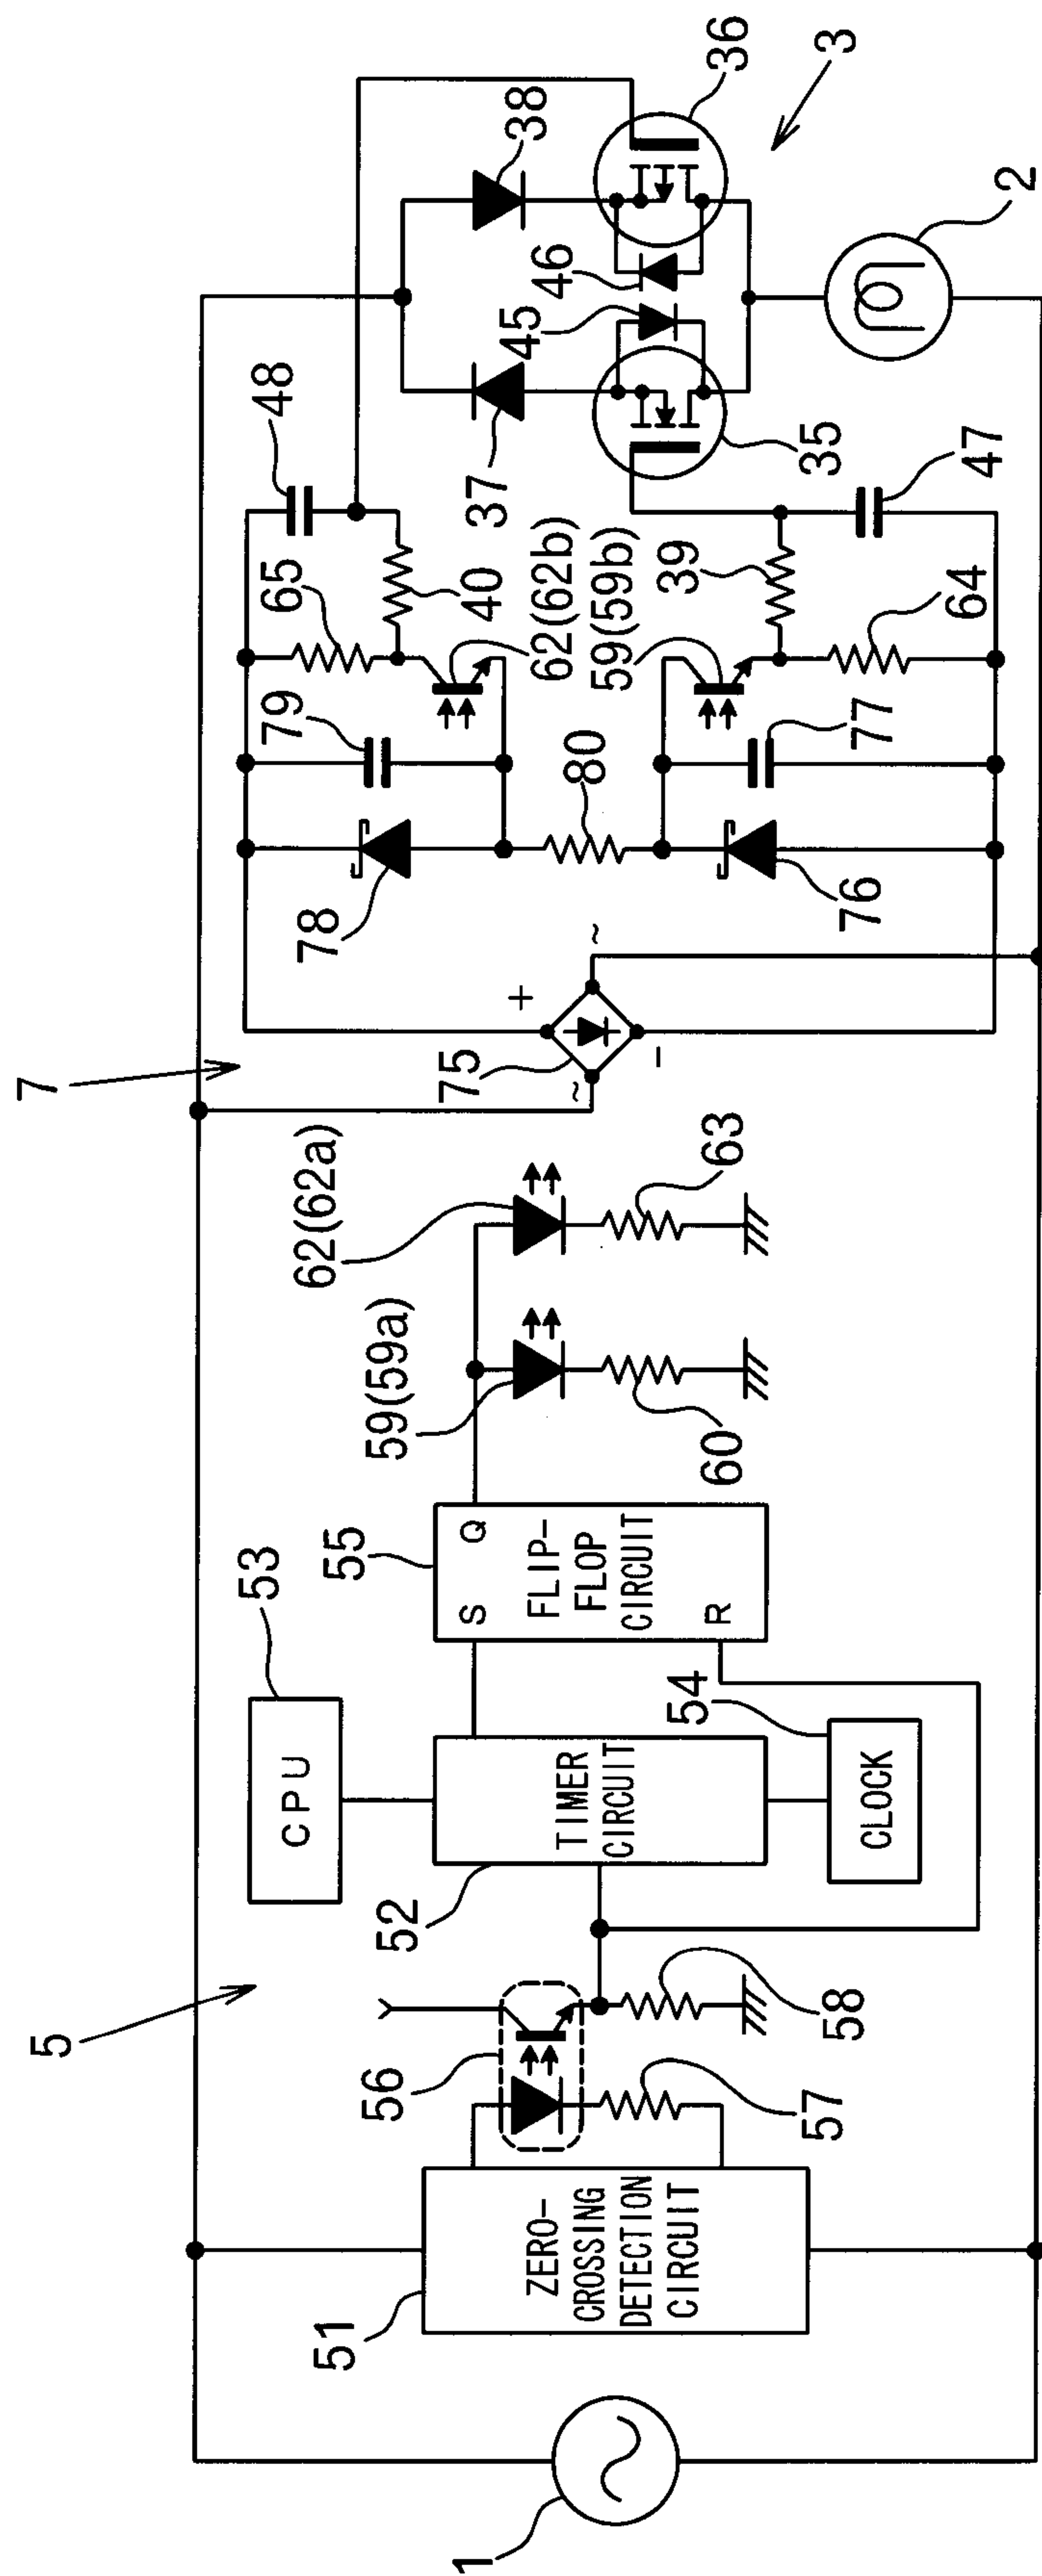 1
51
ZERO-
CROSSING
DETECTION
CIRCUIT
5
56
57
58
52
TIMER
CIRCUIT
53
CPU
54
CLOCK
55
S
Q
FLIP-
FLOP
CIRCUIT
R
59(59a)
60
62(62a)
63
7
75
+
−
~
~
78
79
65
48
40
62(62b)
59(59b)
80
76
77
39
64
47
37
38
45
46
35
36
3
2